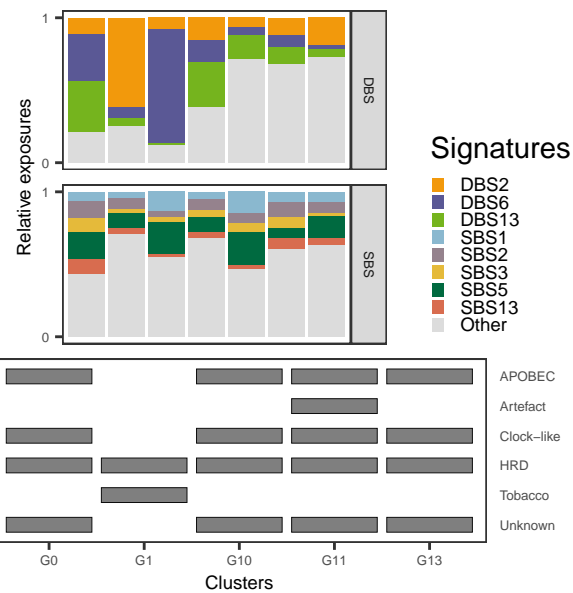 1
0
DBS
1
0
SBS
Relative exposures
Signatures
DBS2
DBS6
DBS13
SBS1
SBS2
SBS3
SBS5
SBS13
Other
APOBEC
Artefact
Clock−like
HRD
Tobacco
Unknown
G0 G1 G10 G11 G13
Clusters